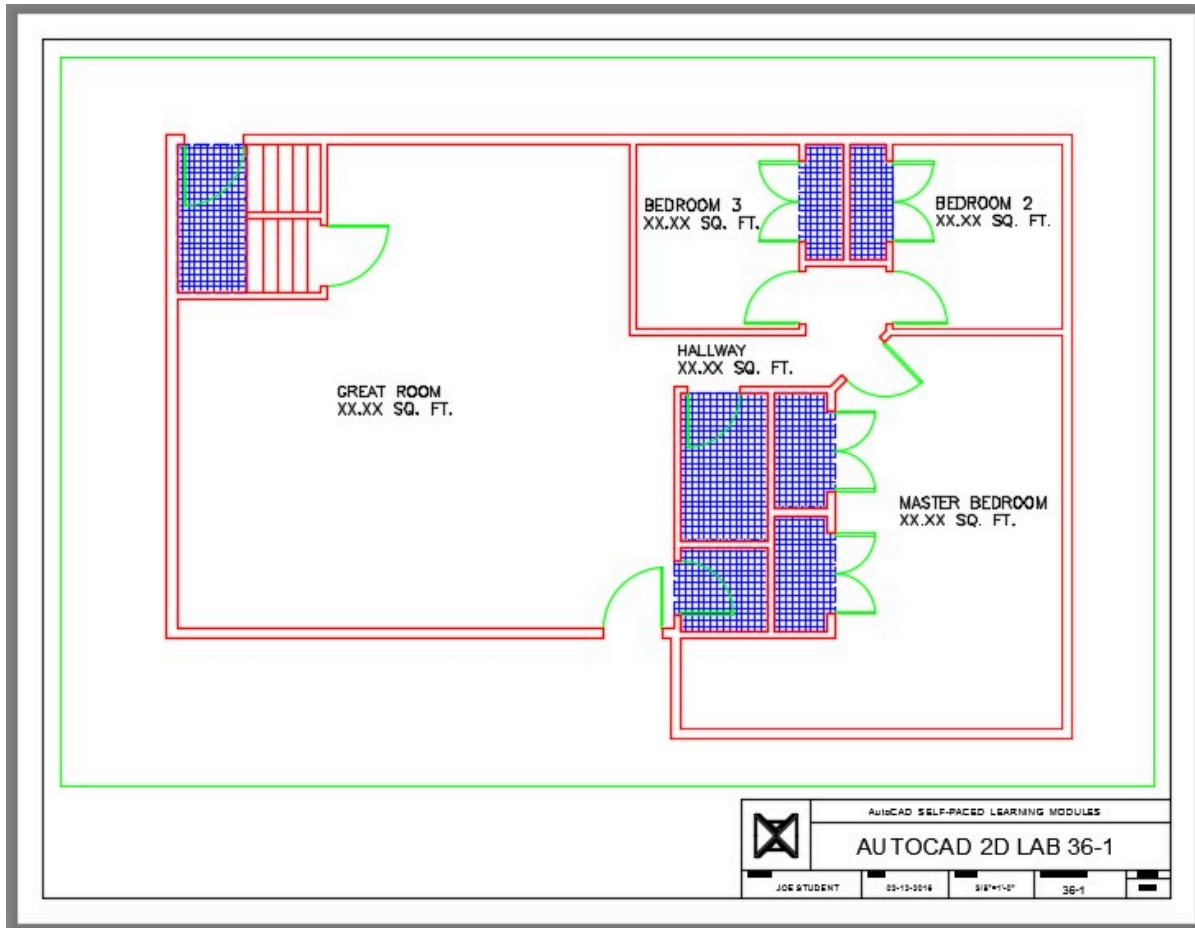 BEDROOM 3
XX.XX SQ. FT.
BEDROOM 2
XX.XX SQ. FT.
HALLWAY
XX.XX SQ. FT.
GREAT ROOM
XX.XX SQ. FT.
MASTER BEDROOM
XX.XX SQ. FT.
AutoCAD SELF-PACED LEARNING MODULES
AUTOCAD 2D LAB 36-1
JOE STUDENT
36-1